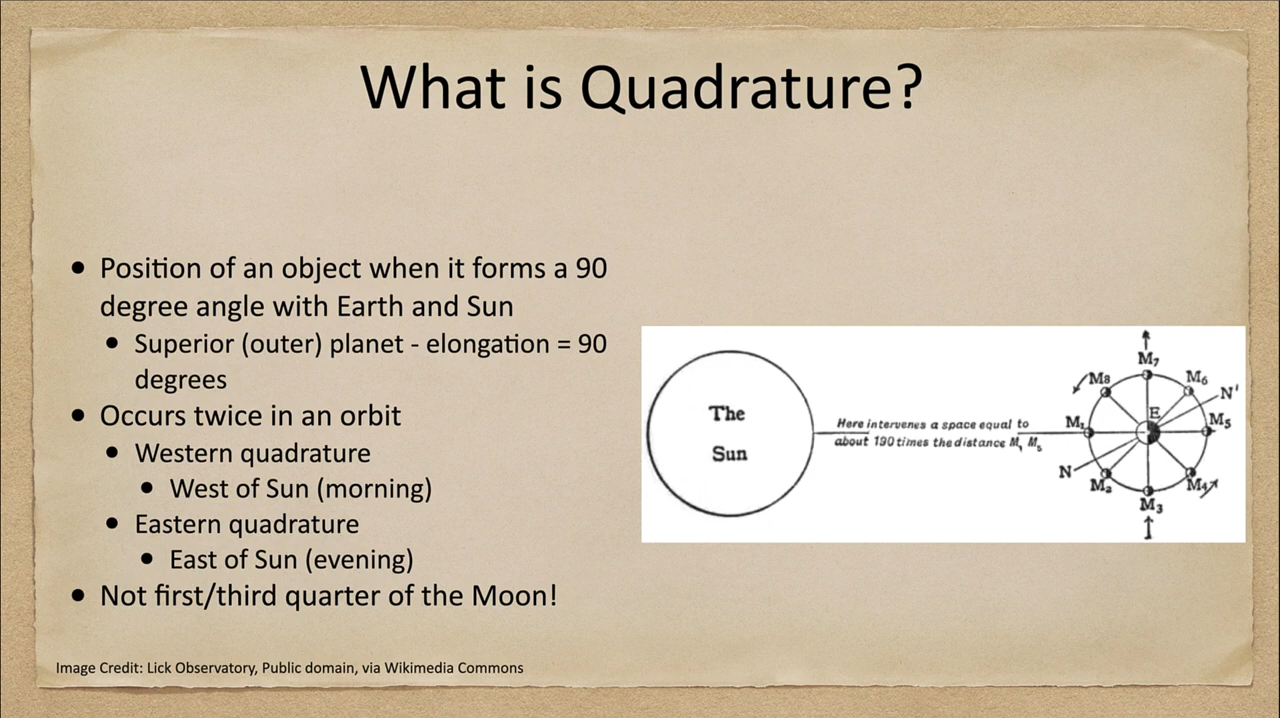 What is Quadrature?
• Position of an object when it forms a 90
degree angle with Earth and Sun
• Superior (outer) planet - elongation = 90
degrees
• Occurs twice in an orbit
• Western quadrature
• West of Sun (morning)
• Eastern quadrature
• East of Sun (evening)
• Not first/third quarter of the Moon!
The
Sun
Here intervenes a space equal to
about 190 times the distance M₁ M₅
M₇
M₈
M₆
N'
E
M₁
M₅
N
M₂
M₄
M₃
Image Credit: Lick Observatory, Public domain, via Wikimedia Commons